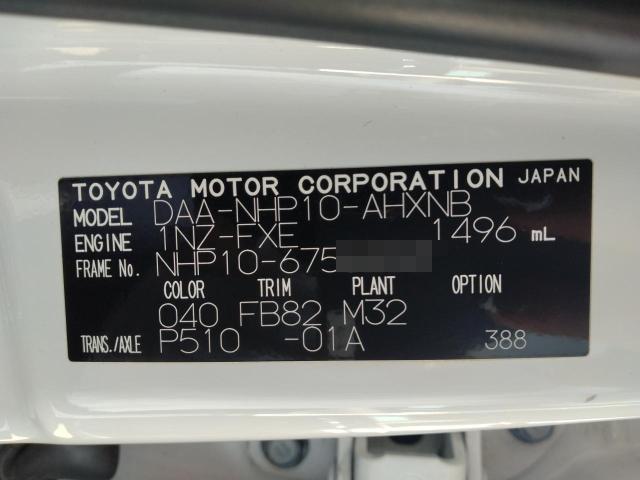 TOYOTA MOTOR CORPORATION JAPAN
MODEL DAA-NHP10-AHXNB
ENGINE 1NZ-FXE 1496 mL
FRAME No. NHP10-675
COLOR TRIM PLANT OPTION
040 FB82 M32
TRANS./AXLE P510 -01A 388